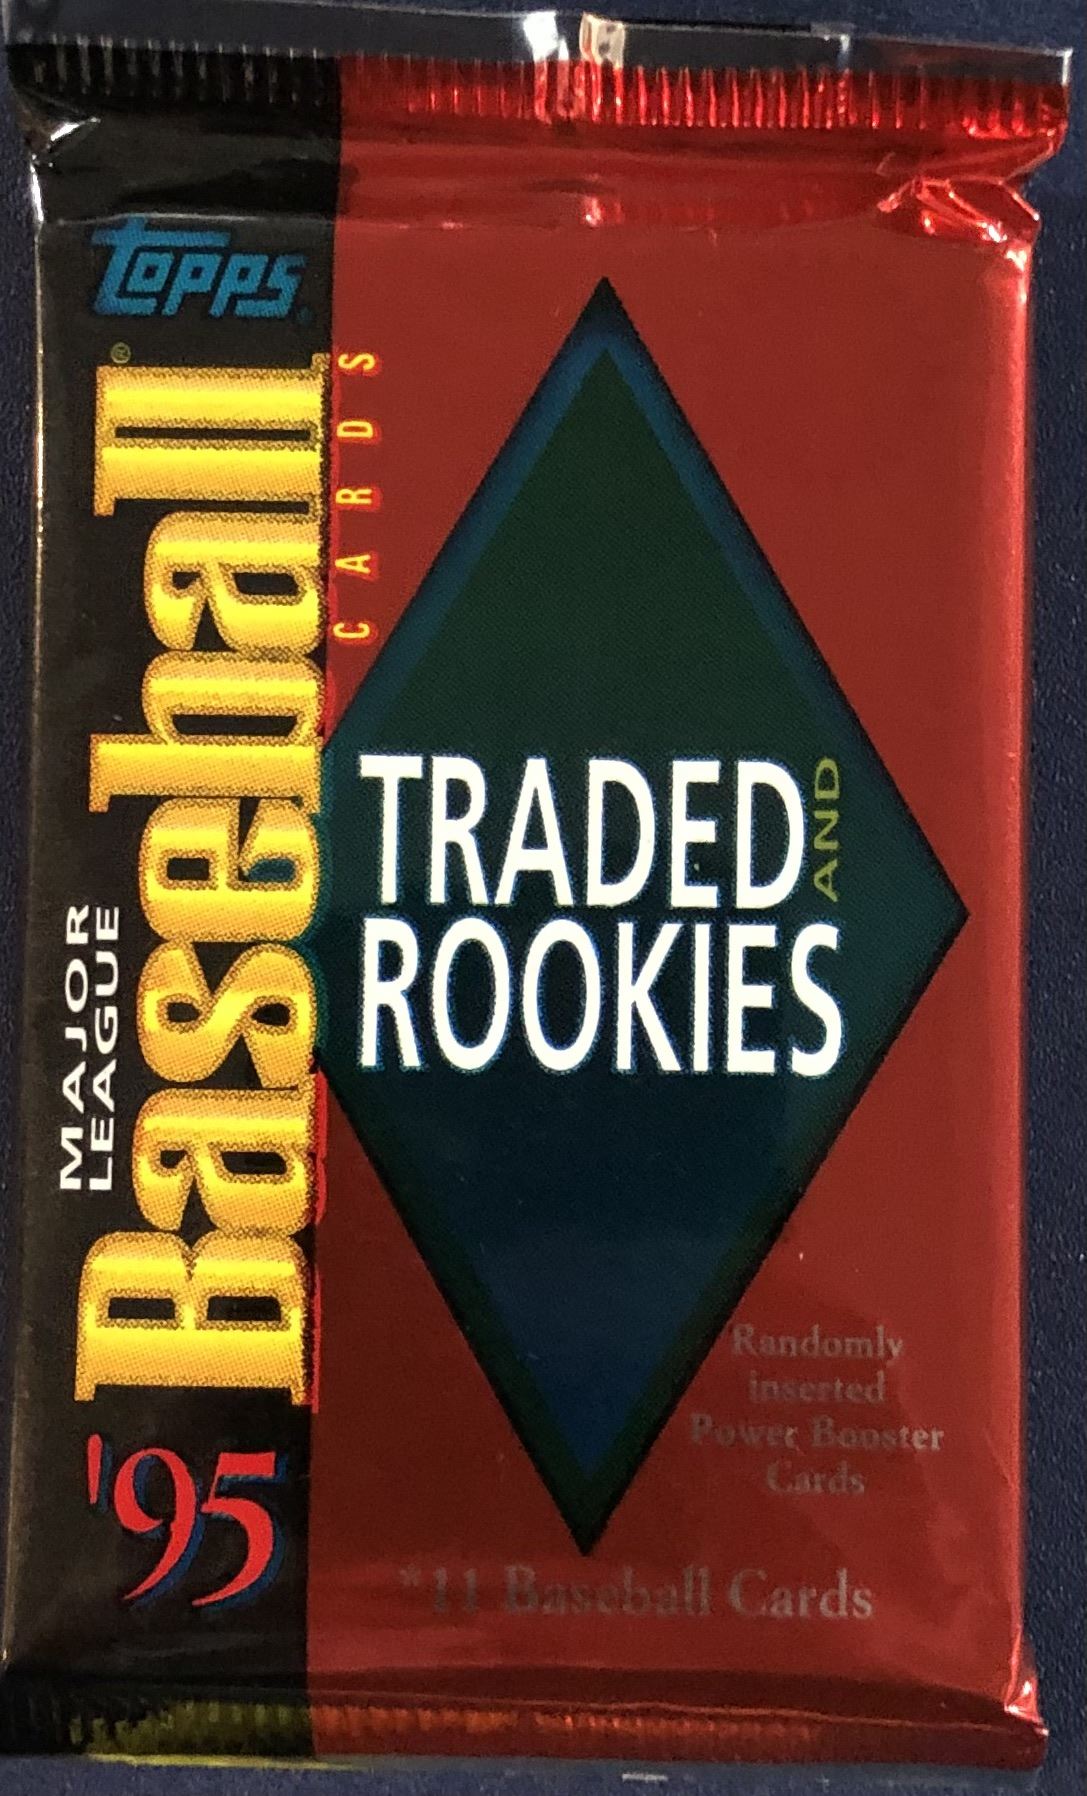 Topps®
MAJOR
LEAGUE
Baseball®
CARDS
'95
TRADED AND
ROOKIES
Randomly
inserted
Power Booster
Cards
*11 Baseball Cards